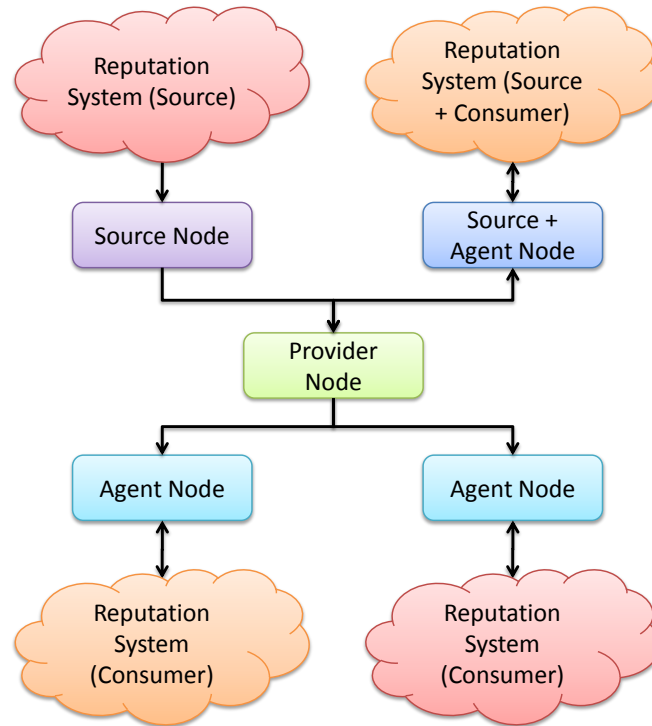 Reputation
System (Source)
Reputation
System (Source
+ Consumer)
Source Node
Source +
Agent Node
Provider
Node
Agent Node
Agent Node
Reputation
System
(Consumer)
Reputation
System
(Consumer)